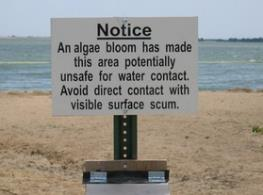 Notice
An algae bloom has made
this area potentially
unsafe for water contact.
Avoid direct contact with
visible surface scum.